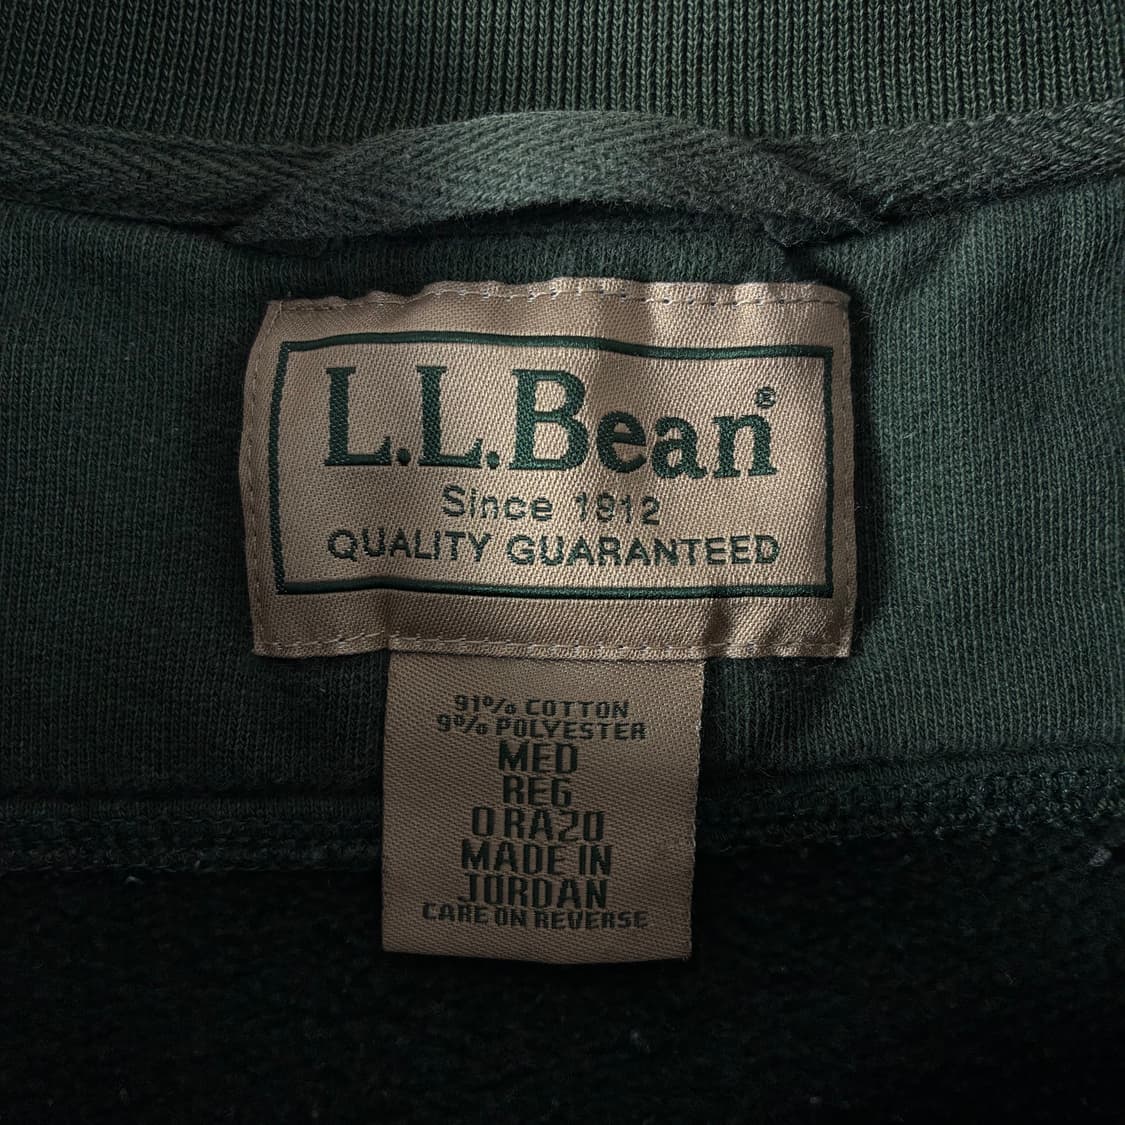 L.L.Bean®
Since 1912
QUALITY GUARANTEED
91% COTTON
9% POLYESTER
MED
REG
0 RA20
MADE IN
JORDAN
CARE ON REVERSE